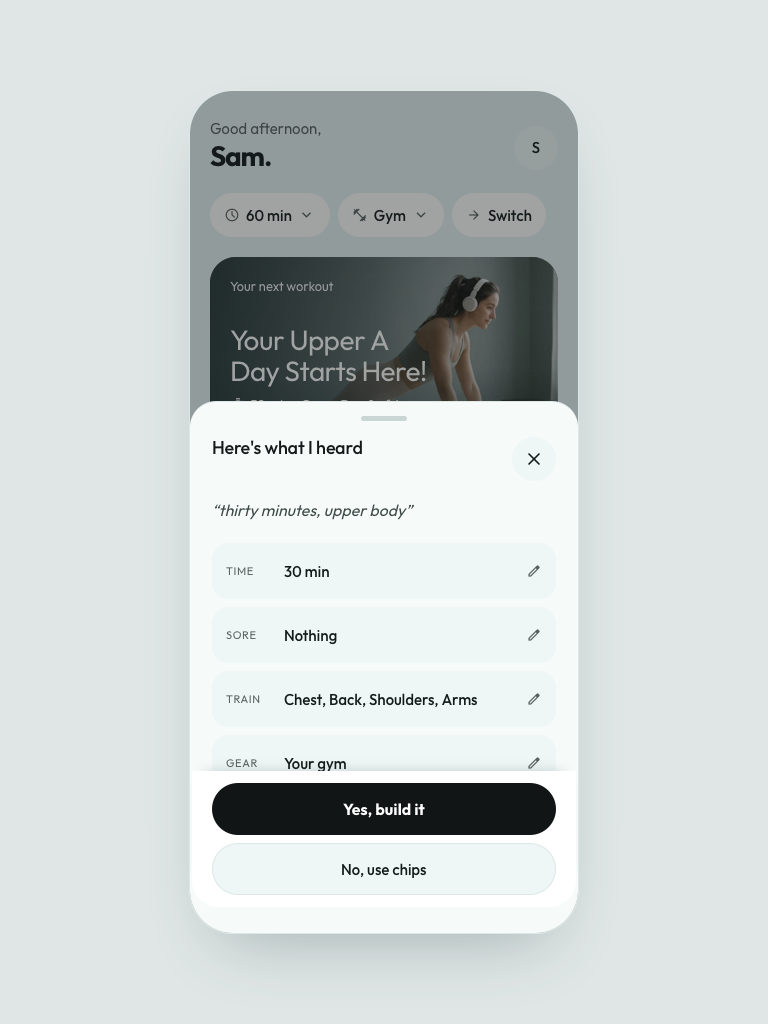 Good afternoon,
Sam.
S
60 min
Gym
Switch
Your next workout
Your Upper A
Day Starts Here!
Here's what I heard
“thirty minutes, upper body”
TIME 30 min
SORE Nothing
TRAIN Chest, Back, Shoulders, Arms
GEAR Your gym
Yes, build it
No, use chips